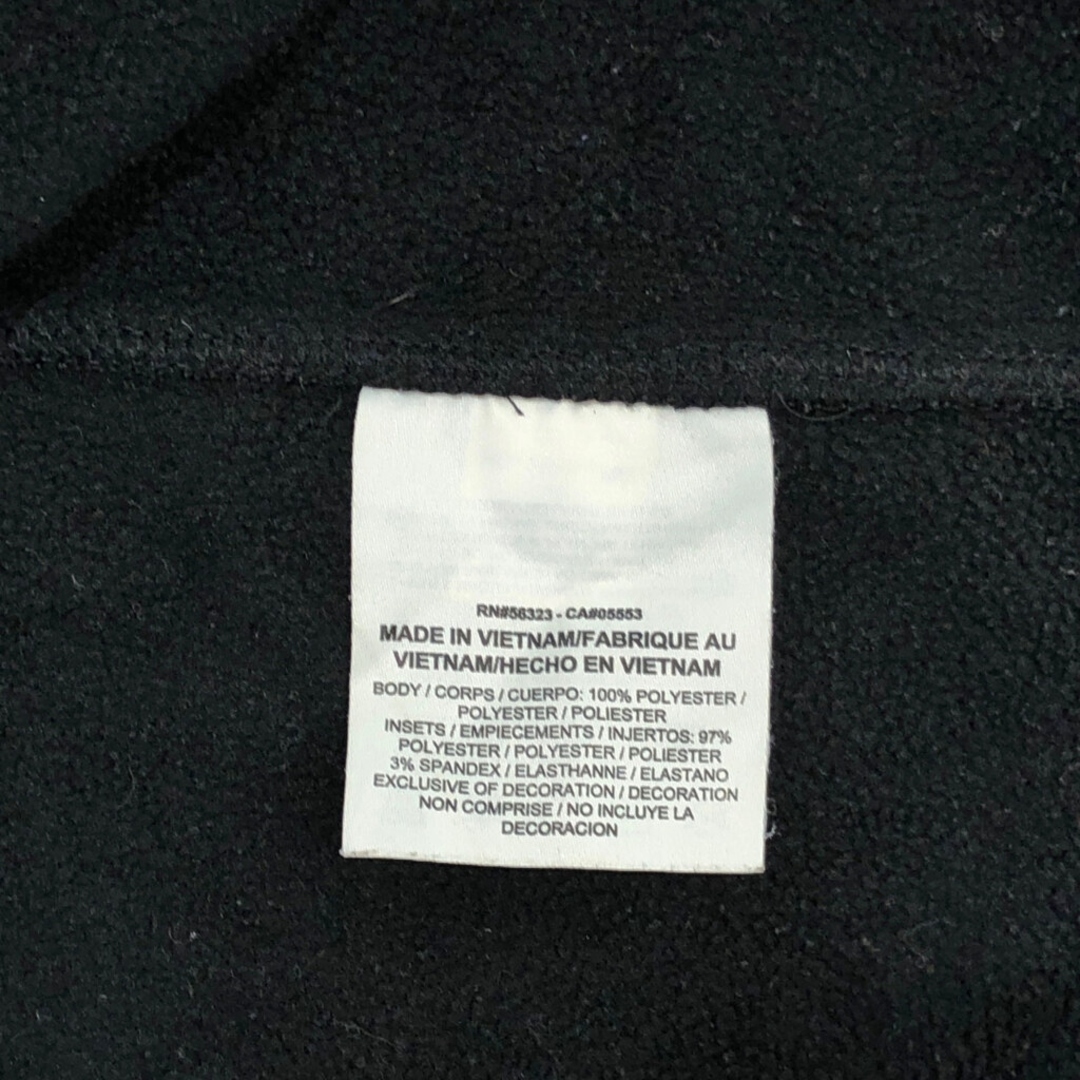 RN#56323 - CA#05553
MADE IN VIETNAM/FABRIQUE AU
VIETNAM/HECHO EN VIETNAM
BODY / CORPS / CUERPO: 100% POLYESTER /
POLYESTER / POLIESTER
INSETS / EMPIECEMENTS / INJERTOS: 97%
POLYESTER / POLYESTER / POLIESTER
3% SPANDEX / ELASTHANNE / ELASTANO
EXCLUSIVE OF DECORATION / DECORATION
NON COMPRISE / NO INCLUYE LA
DECORACION